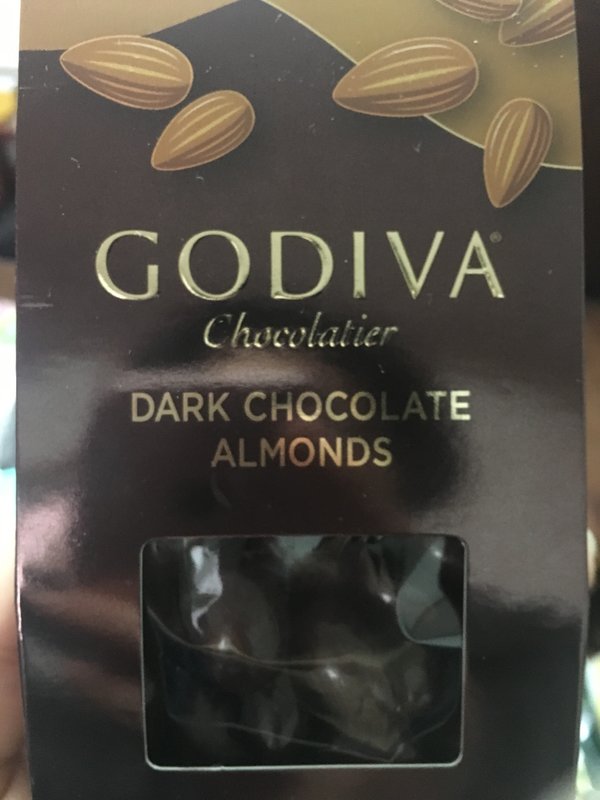 GODIVA®
Chocolatier
DARK CHOCOLATE
ALMONDS